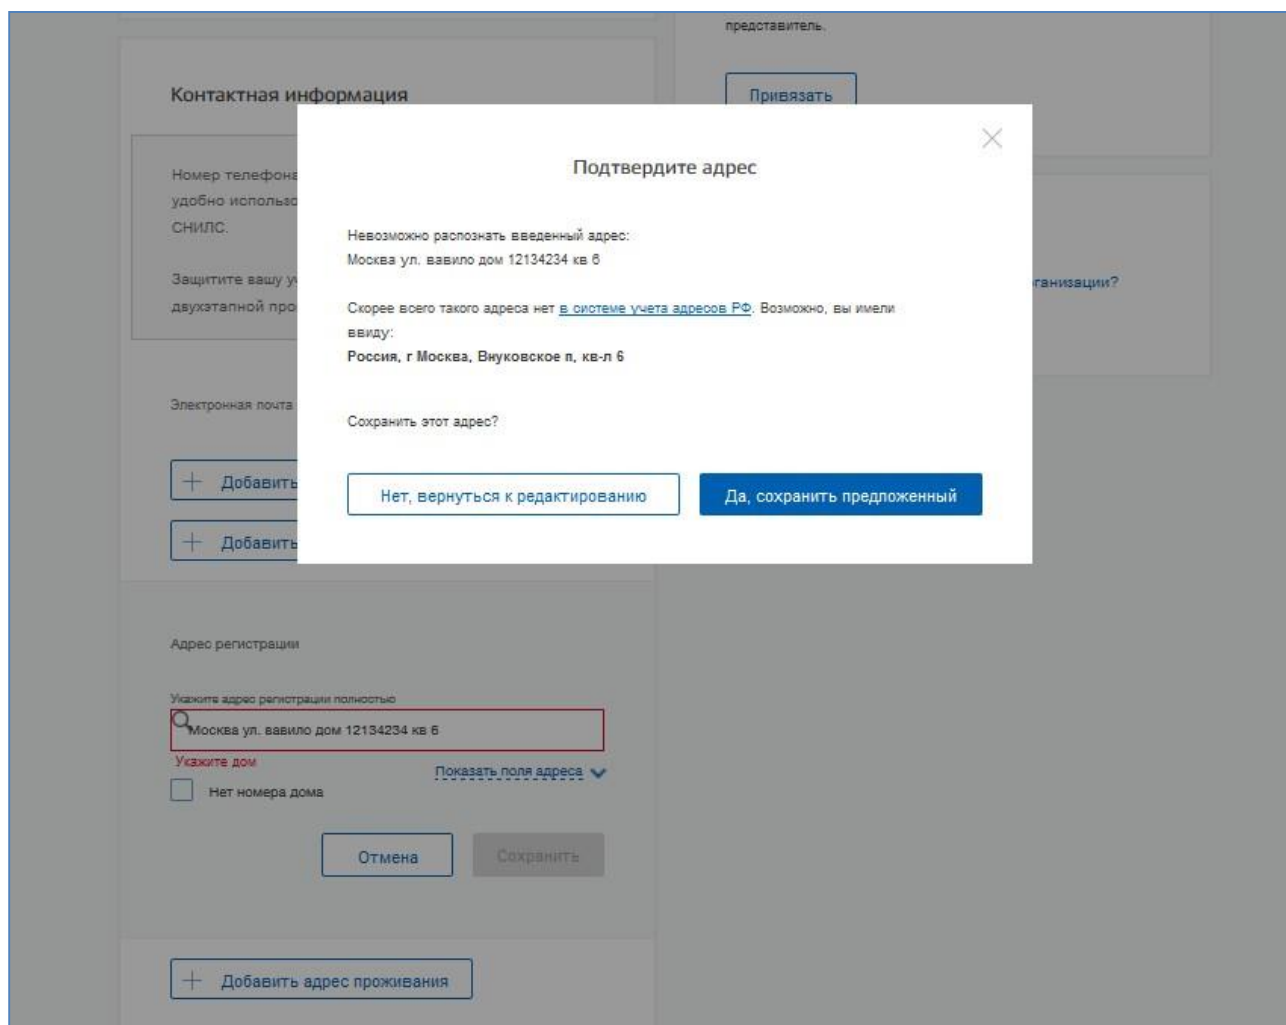 представитель.
Контактная информация
Привязать
Подтвердите адрес
Номер телефона
удобно использо
СНИЛС.
Защитите вашу уч
двухэтапной про
Невозможно распознать введенный адрес:
Москва ул. вавило дом 12134234 кв 6
Скорее всего такого адреса нет в системе учета адресов РФ. Возможно, вы имели
ввиду:
Россия, г Москва, Внуковское п, кв-л 6
ганизации?
Электронная почта
Сохранить этот адрес?
Добавить
Нет, вернуться к редактированию
Да, сохранить предложенный
Добавить
Адрес регистрации
Укажите адрес регистрации полностью
Москва ул. вавило дом 12134234 кв 6
Укажите дом
Показать поля адреса
Нет номера дома
Отмена
Сохранить
Добавить адрес проживания